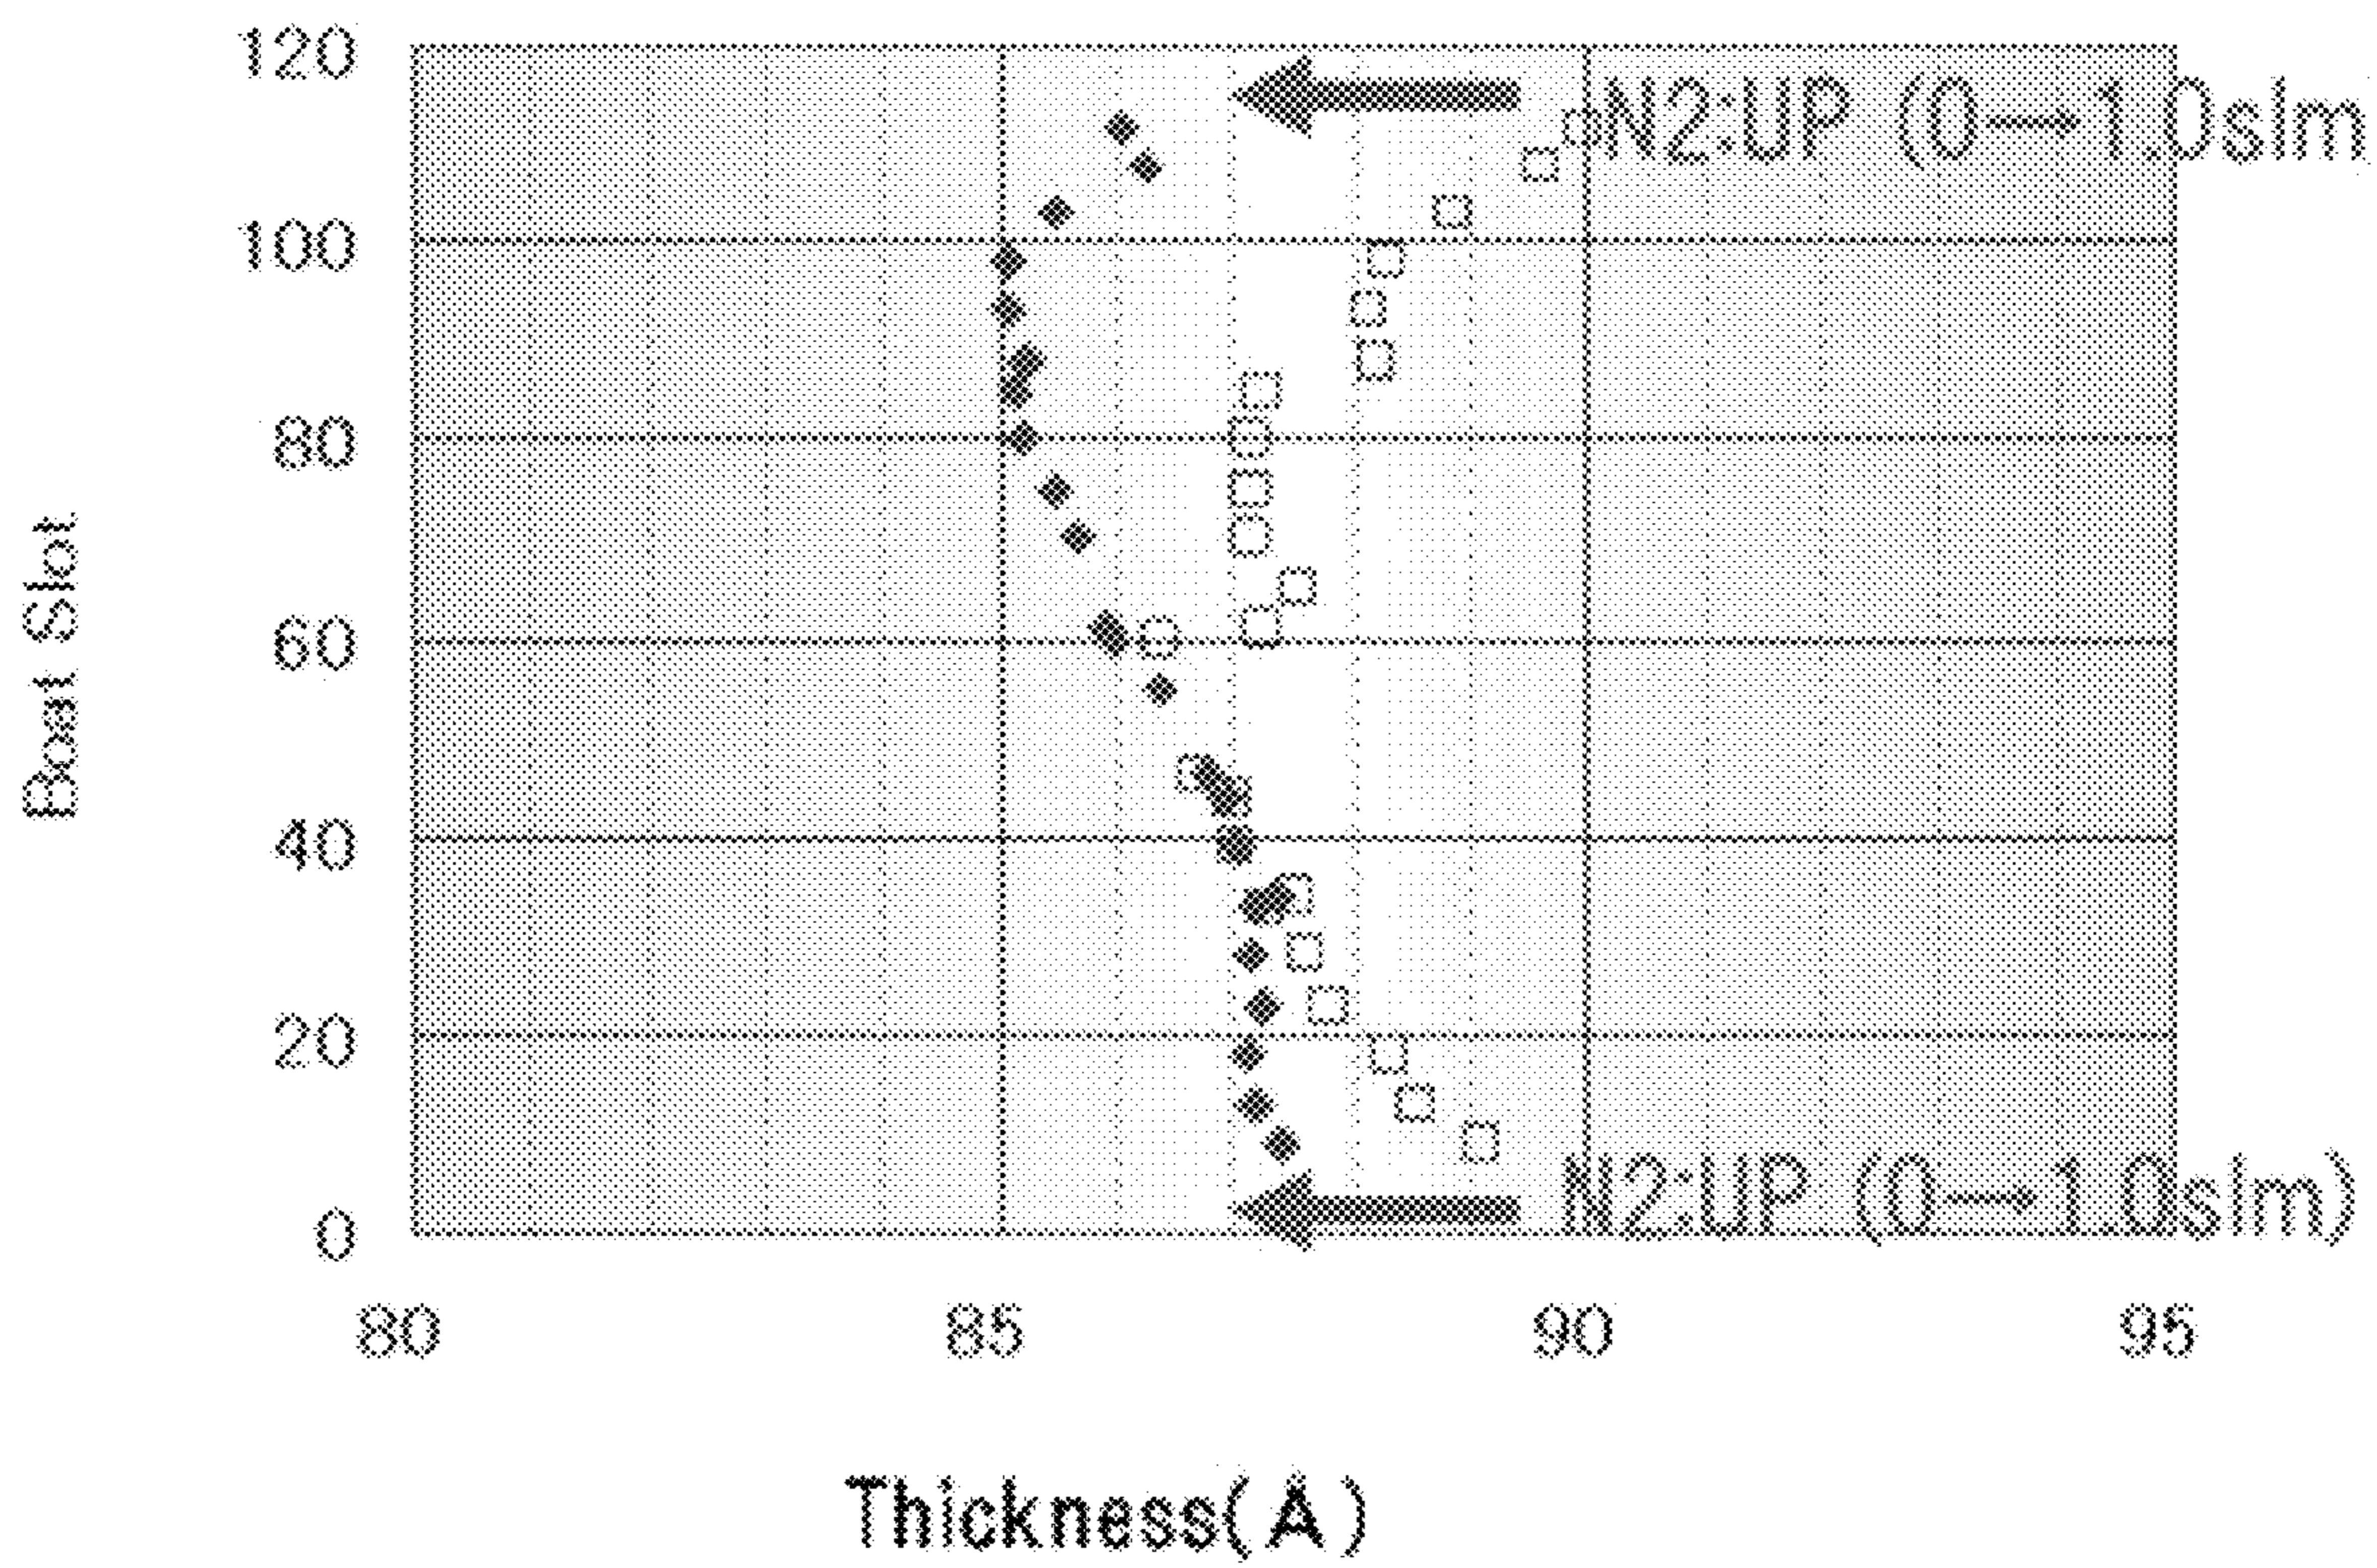 120
N2:UP (0→1.0slm
100
80
60
40
20
0
N2:UP (0→1.0slm)
80 85 90 95
Boat Slot
Thickness(Å)